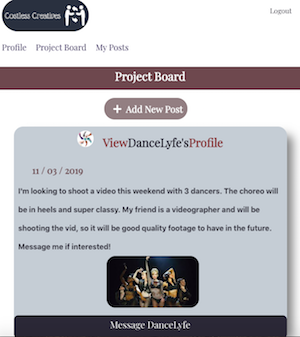 Costless Creatives
Logout
Profile Project Board My Posts
Project Board
+ Add New Post
ViewDanceLyfe'sProfile
11 / 03 / 2019
I'm looking to shoot a video this weekend with 3 dancers. The choreo will
be in heels and super classy. My friend is a videographer and will be
shooting the vid, so it will be good quality footage to have in the future.
Message me if interested!
Message DanceLyfe